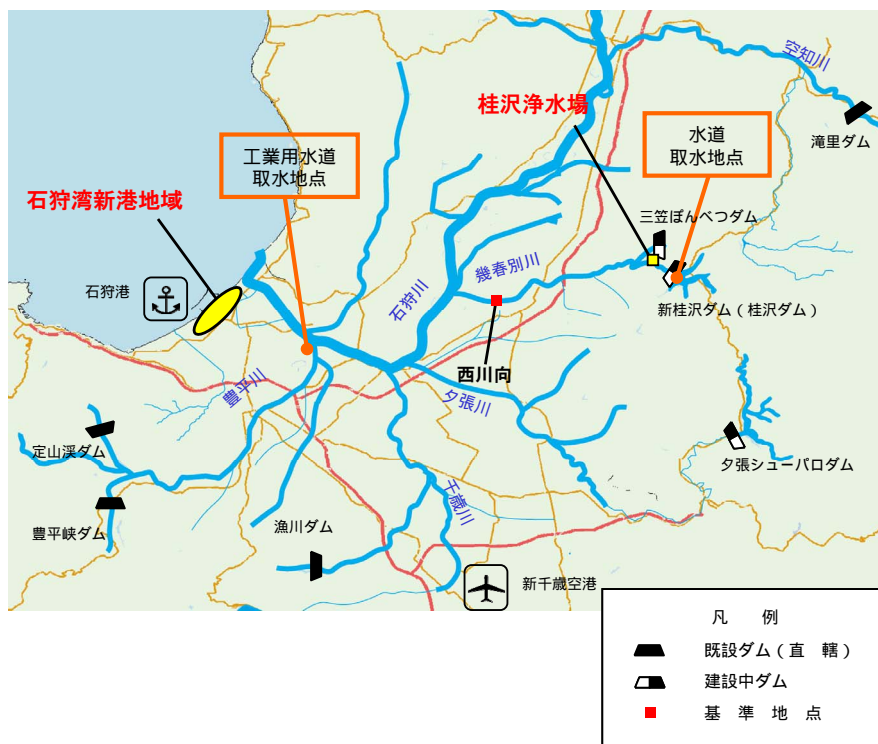 空知川
桂沢浄水場
水道
取水地点
滝里ダム
工業用水道
取水地点
石狩湾新港地域
三笠ぽんべつダム
幾春別川
石狩港
石狩川
新桂沢ダム(桂沢ダム)
西川向
豊平川
夕張川
定山渓ダム
夕張シューパロダム
千歳川
豊平峡ダム
漁川ダム
新千歳空港
凡 例
既設ダム(直 轄)
建設中ダム
基 準 地 点